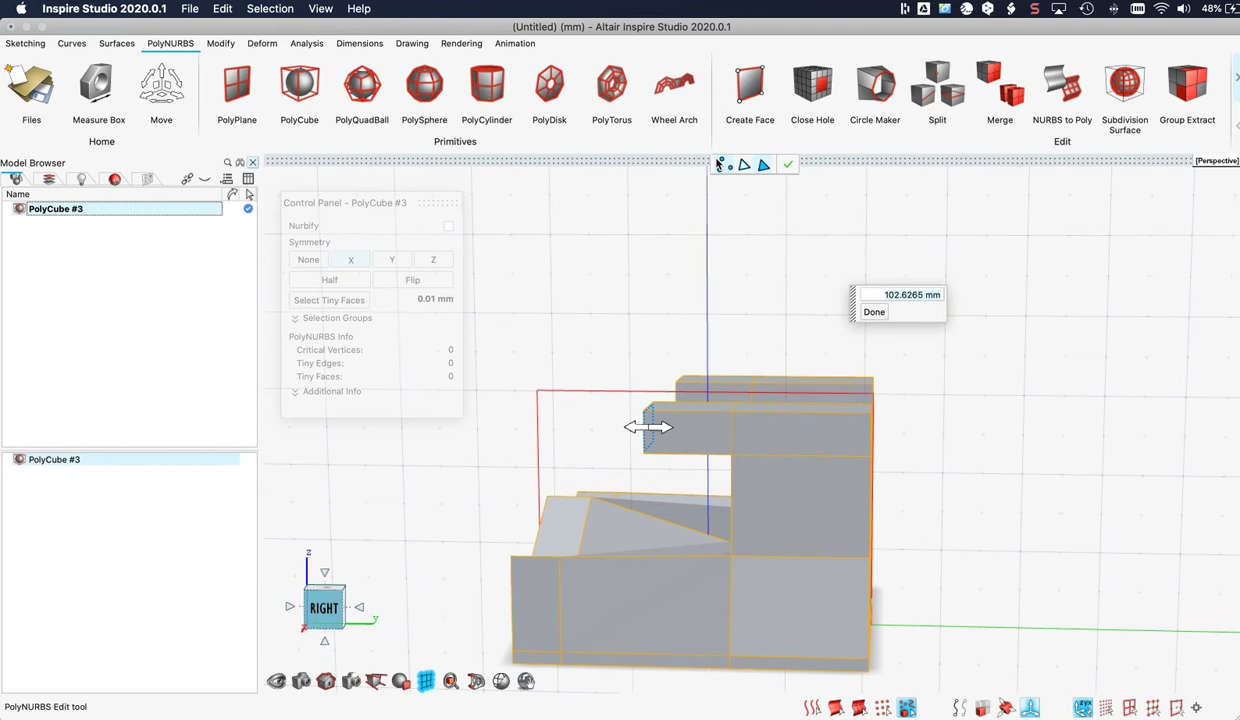 Inspire Studio 2020.0.1 File Edit Selection View Help 48%
(Untitled) (mm) - Altair Inspire Studio 2020.0.1
Sketching Curves Surfaces PolyNURBS Modify Deform Analysis Dimensions Drawing Rendering Animation
Files Measure Box Move PolyPlane PolyCube PolyQuadBall PolySphere PolyCylinder PolyDisk PolyTorus Wheel Arch Create Face Close Hole Circle Maker Split Merge NURBS to Poly Subdivision Surface Group Extract
Home Primitives Edit
Model Browser
[Perspective]
Name
PolyCube #3
Control Panel - PolyCube #3
Nurbify
Symmetry
None X Y Z
Half Flip
Select Tiny Faces 0.01 mm
Selection Groups
PolyNURBS Info
Critical Vertices: 0
Tiny Edges: 0
Tiny Faces: 0
Additional Info
102.6265 mm
Done
PolyCube #3
z
RIGHT
x
y
PolyNURBS Edit tool